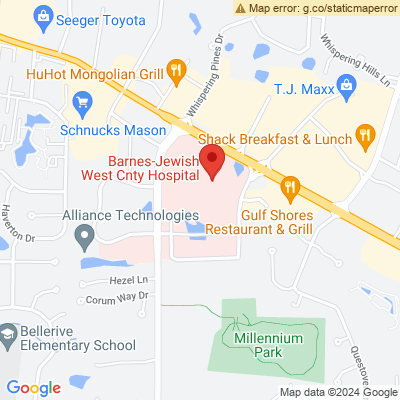 Map error: g.co/staticmaperror
Seeger Toyota
Whispering Pines Dr
Whispering Hills Ln
HuHot Mongolian Grill
T.J. Maxx
Schnucks Mason
Shack Breakfast & Lunch
Barnes-Jewish
West Cnty Hospital
Haverton Dr
Alliance Technologies
Gulf Shores
Restaurant & Grill
Hezel Ln
Corum Way Dr
Bellerive
Elementary School
Millennium
Park
Questove
Google
Map data ©2024 Google